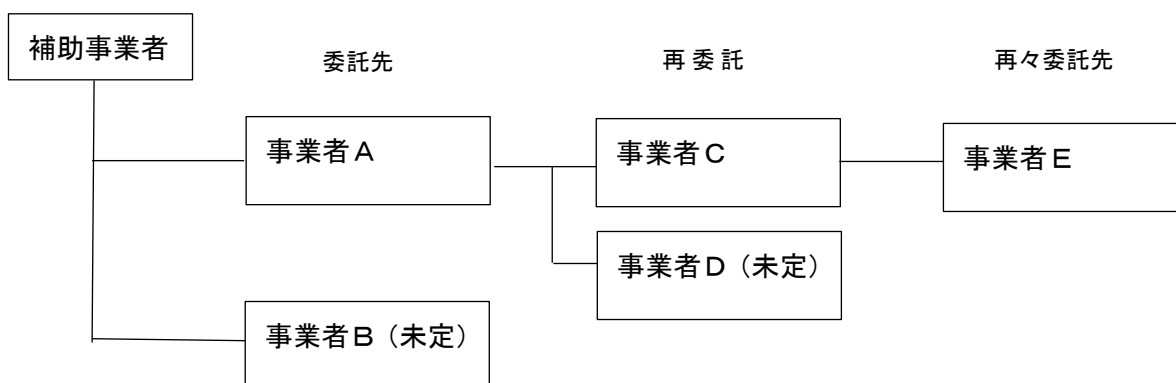 補助事業者
委託先
再委託
再々委託先
事業者A
事業者C
事業者E
事業者D（未定）
事業者B（未定）